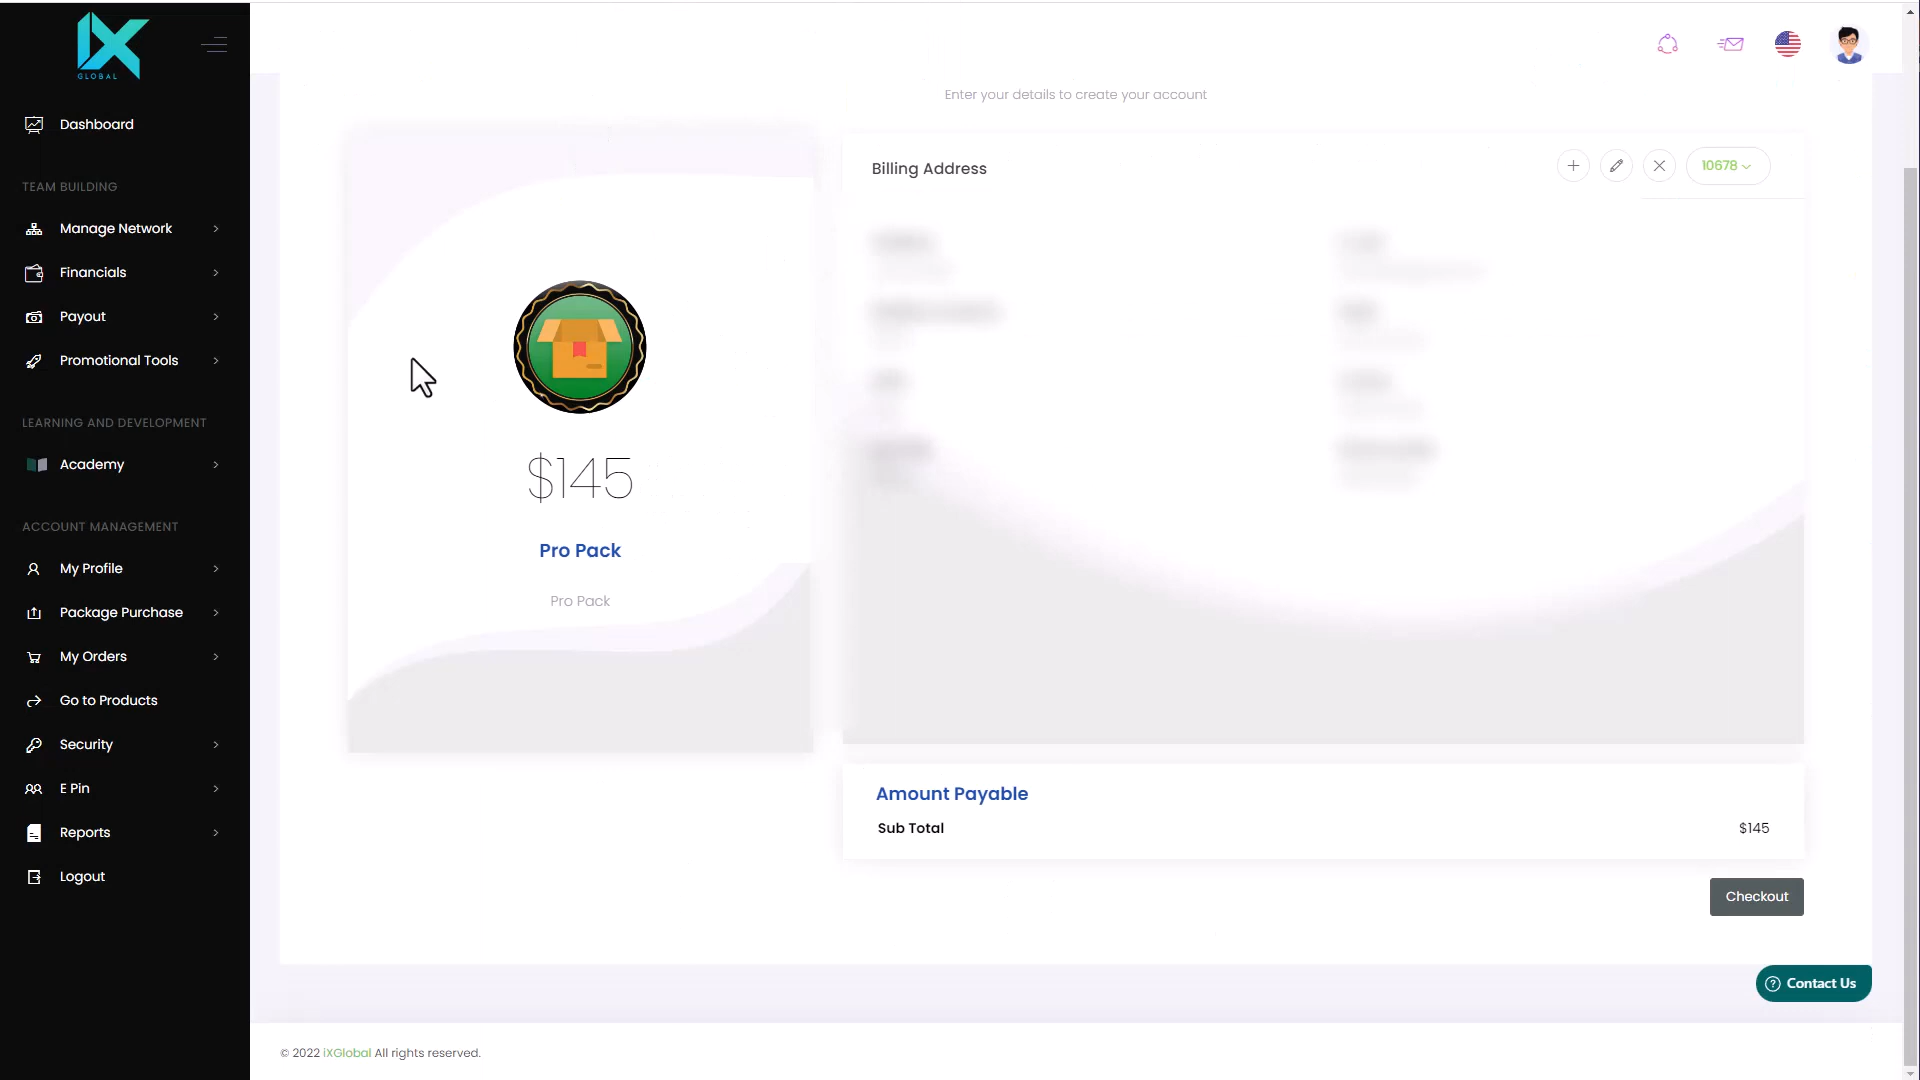 IX
GLOBAL
Dashboard
TEAM BUILDING
Manage Network
Financials
Payout
Promotional Tools
LEARNING AND DEVELOPMENT
Academy
ACCOUNT MANAGEMENT
My Profile
Package Purchase
My Orders
Go to Products
Security
E Pin
Reports
Logout
Enter your details to create your account
$145
Pro Pack
Pro Pack
Billing Address
10678
Amount Payable
Sub Total $145
Checkout
Contact Us
© 2022 iXGlobal All rights reserved.